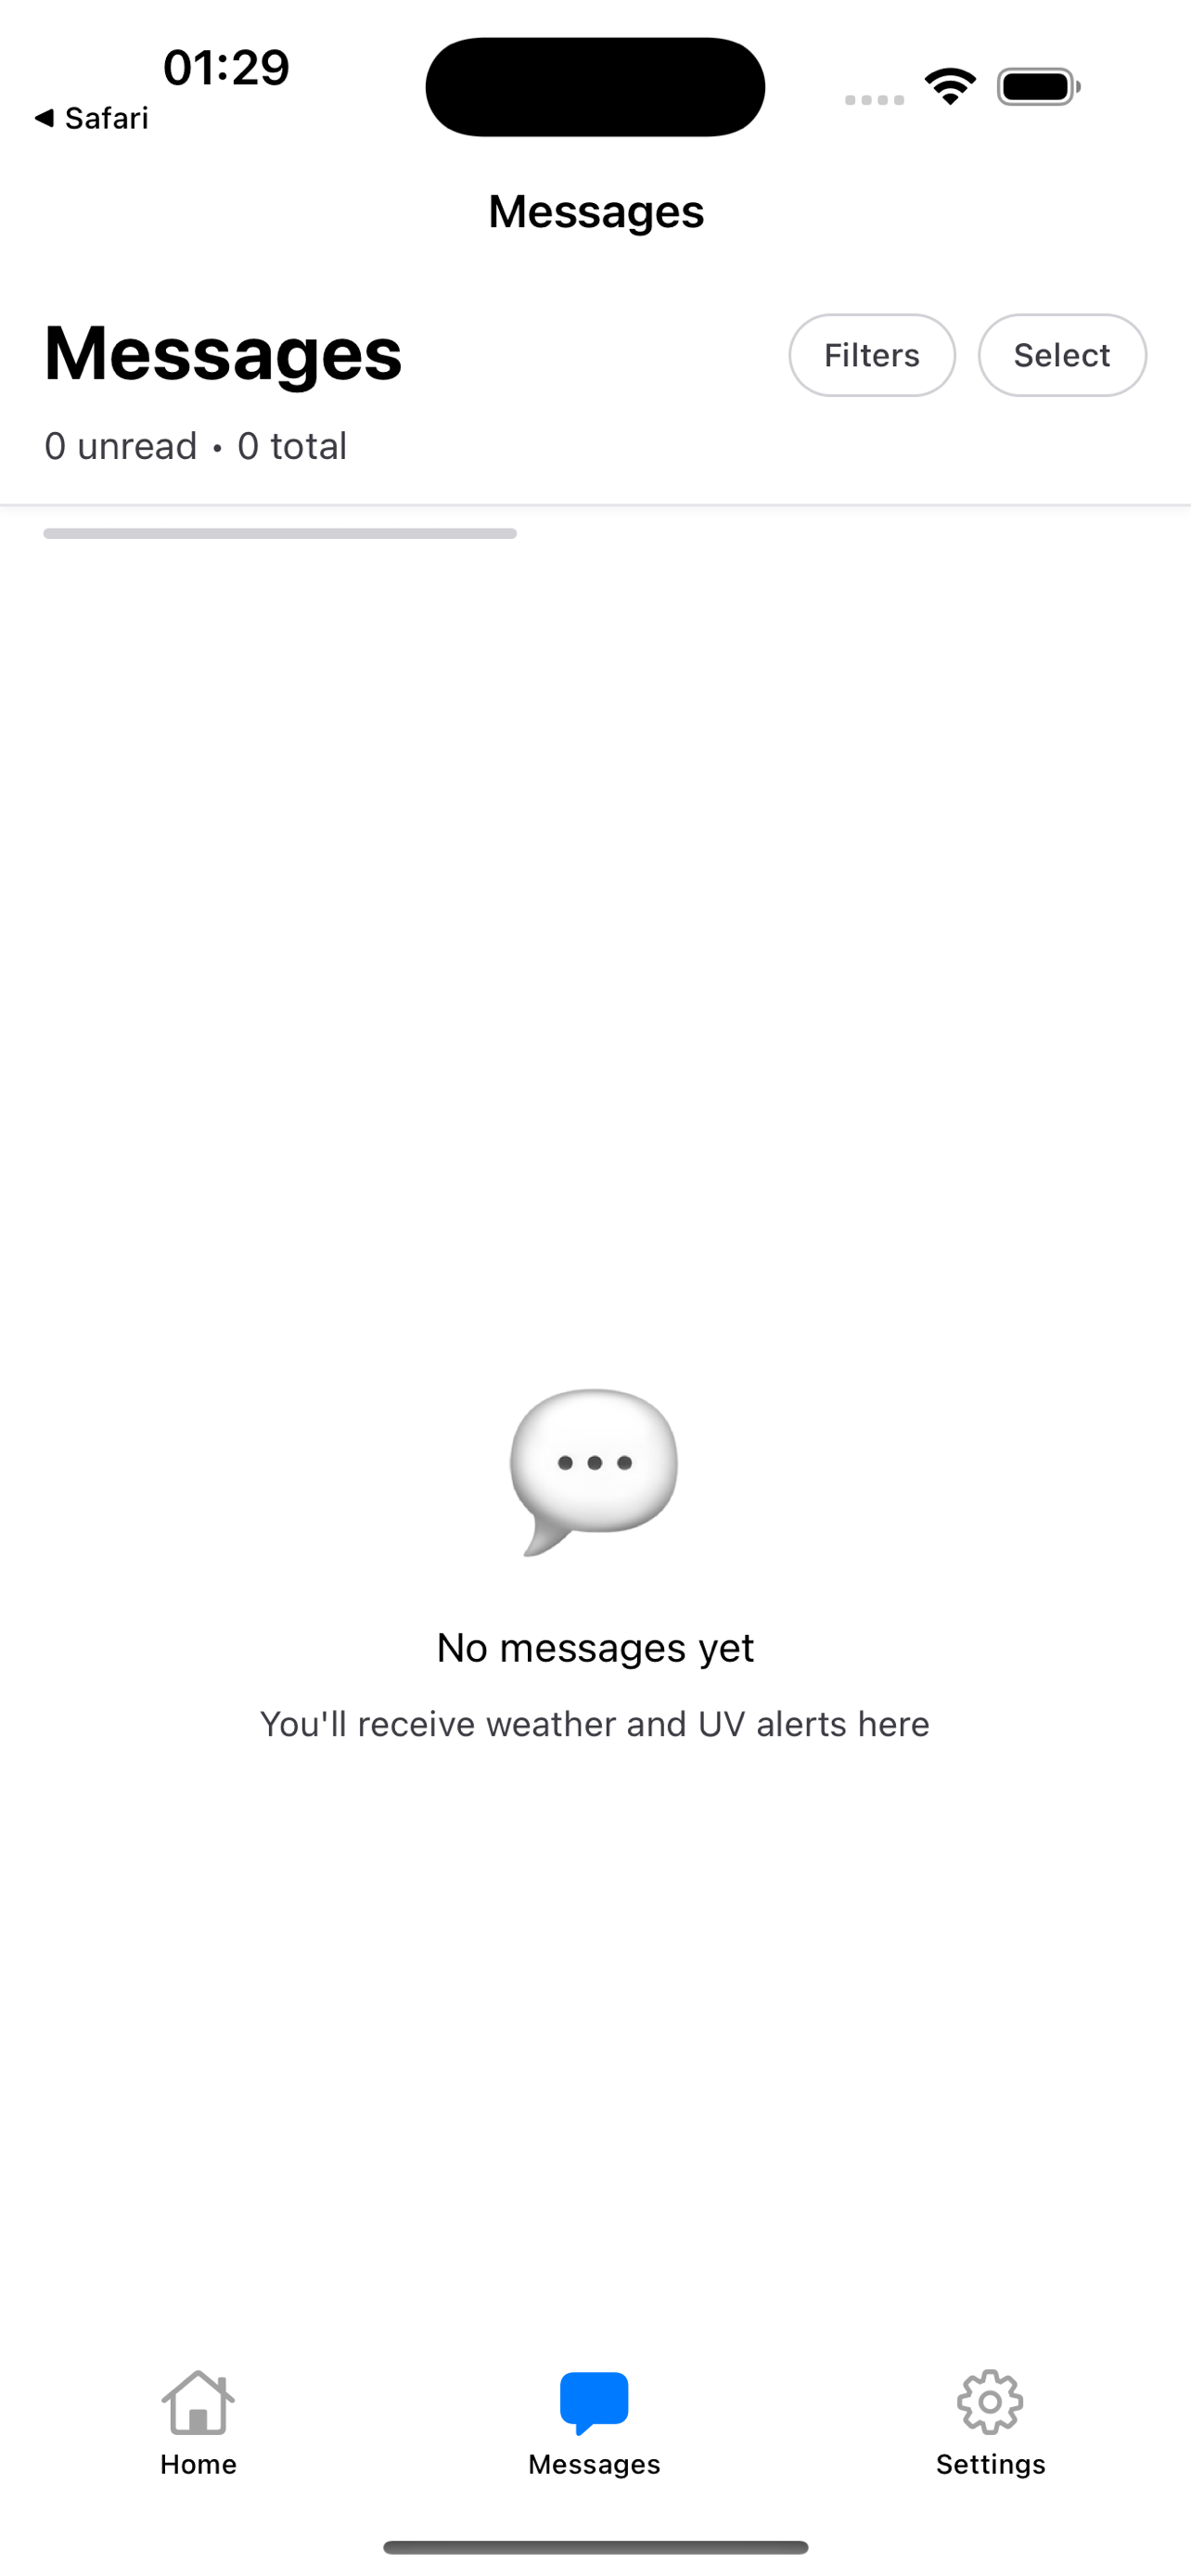 01:29
◀ Safari
Messages
Messages
Filters
Select
0 unread • 0 total
No messages yet
You'll receive weather and UV alerts here
Home
Messages
Settings